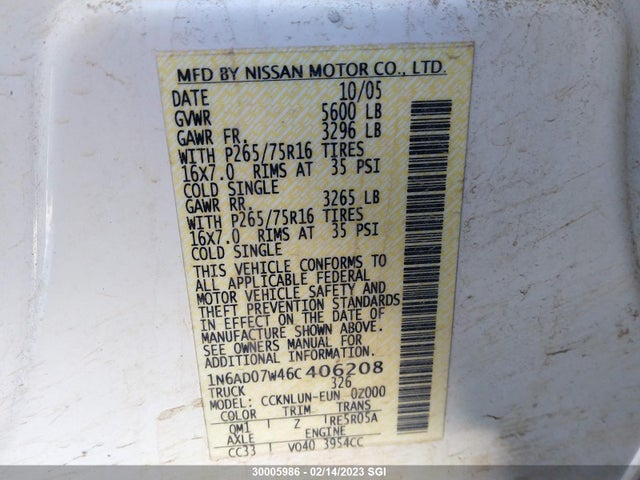 MFD BY NISSAN MOTOR CO., LTD.
DATE 10/05
GVWR 5600 LB
GAWR FR. 3296 LB
WITH P265/75R16 TIRES
16X7.0 RIMS AT 35 PSI
COLD SINGLE
GAWR RR. 3265 LB
WITH P265/75R16 TIRES
16X7.0 RIMS AT 35 PSI
COLD SINGLE
THIS VEHICLE CONFORMS TO
ALL APPLICABLE FEDERAL
MOTOR VEHICLE SAFETY AND
THEFT PREVENTION STANDARDS
IN EFFECT ON THE DATE OF
MANUFACTURE SHOWN ABOVE.
SEE OWNERS MANUAL FOR
ADDITIONAL INFORMATION.
1N6AD07W46C406208
TRUCK 326
MODEL: CCKNLUN-EUN 0Z000
COLOR TRIM TRANS
QM1 Z RE5R05A
AXLE ENGINE
CC33 VQ40 3954CC
30005986 - 02/14/2023 SGI